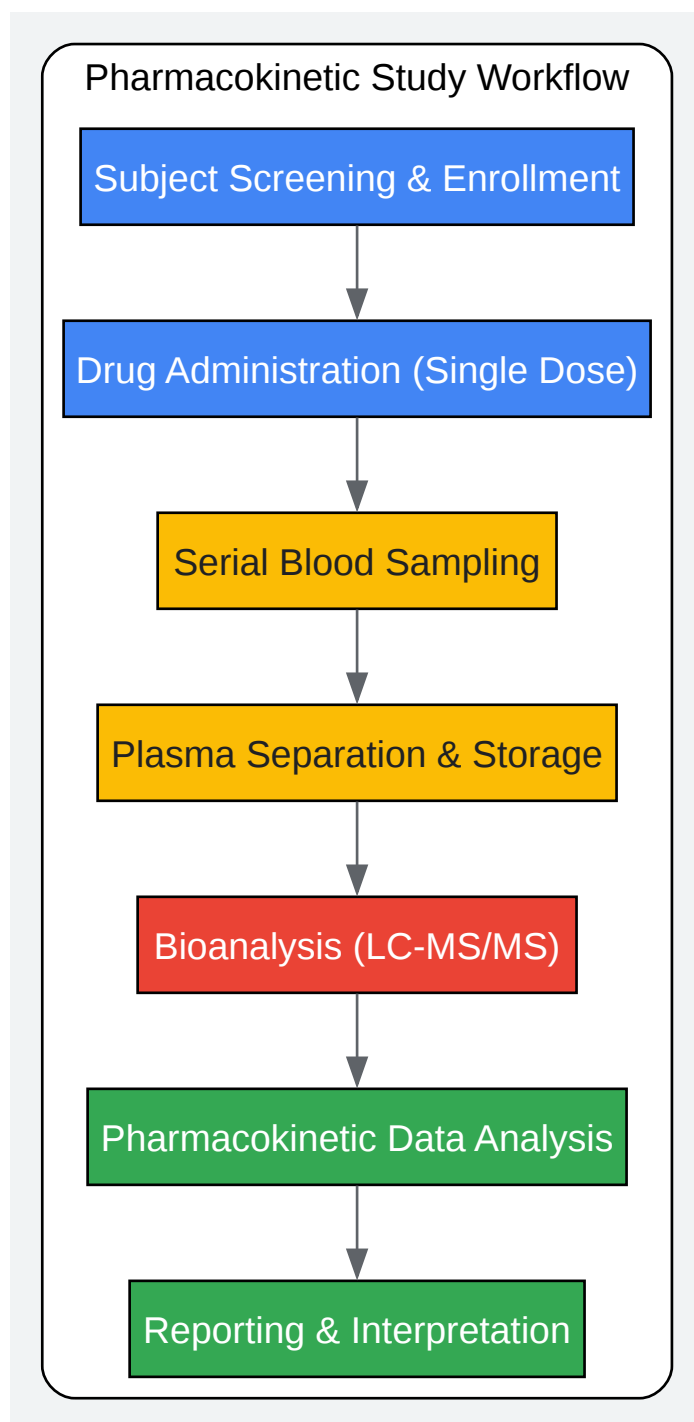 Pharmacokinetic Study Workflow
Subject Screening & Enrollment
Drug Administration (Single Dose)
Serial Blood Sampling
Plasma Separation & Storage
Bioanalysis (LC-MS/MS)
Pharmacokinetic Data Analysis
Reporting & Interpretation